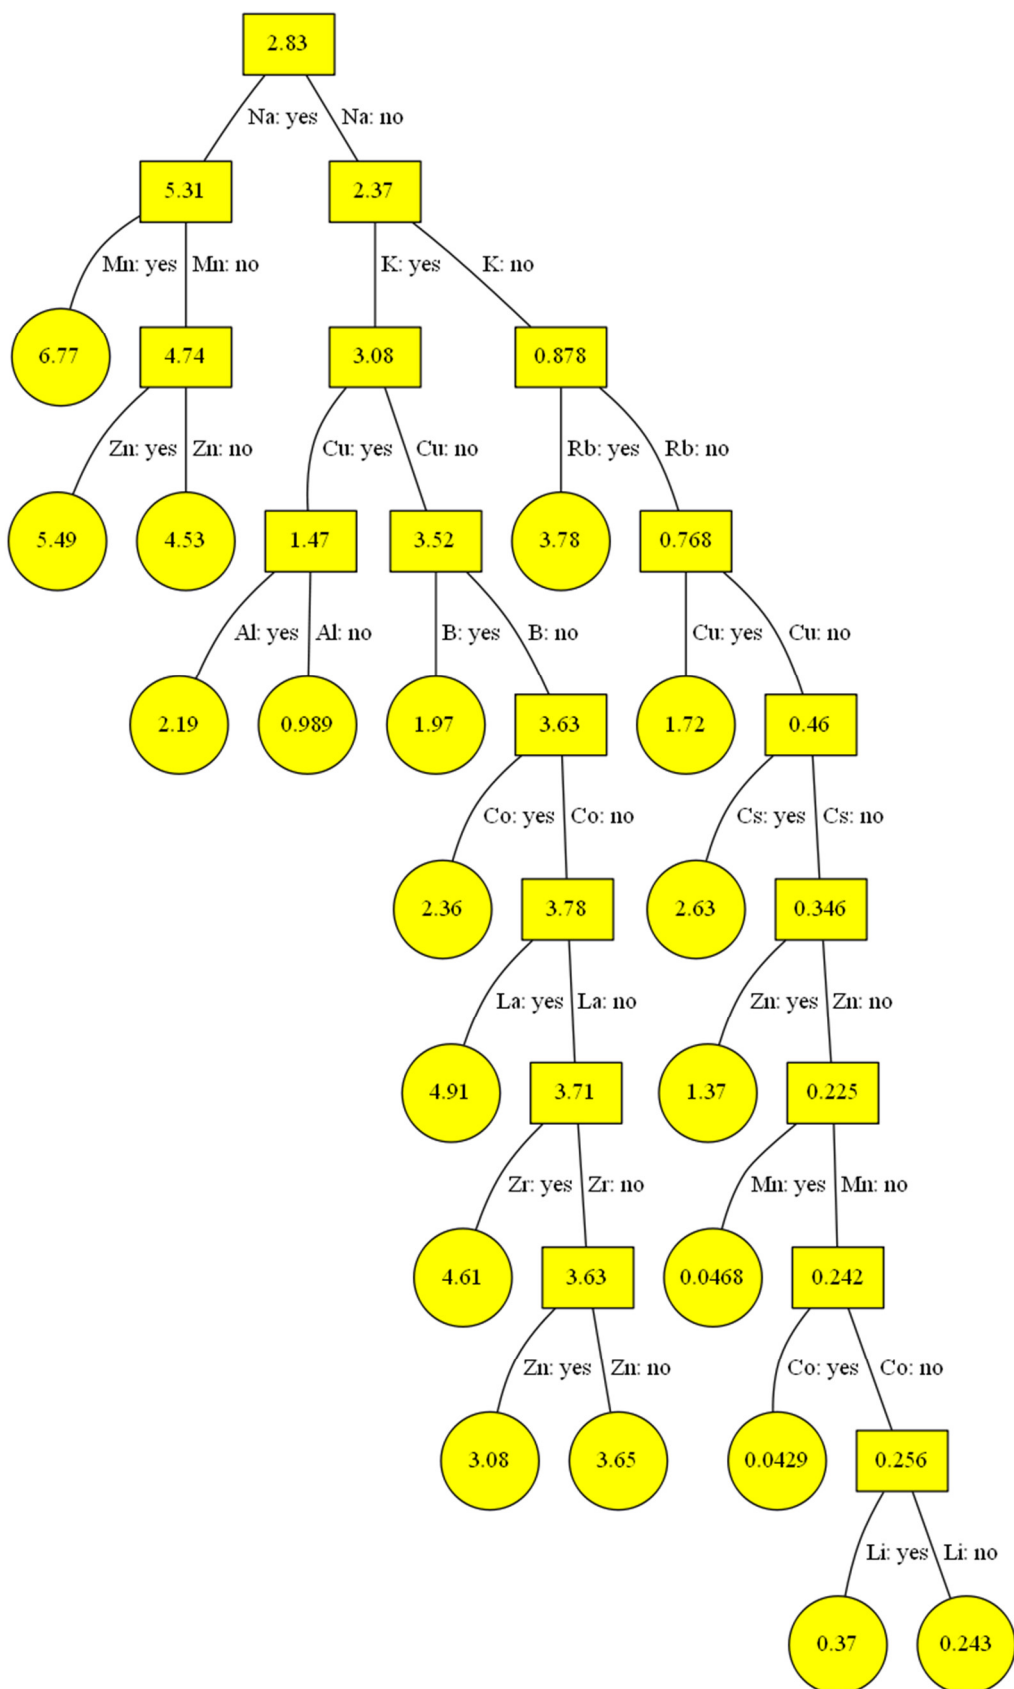 2.83
Na: yes Na: no
5.31 2.37
Mn: yes Mn: no K: yes K: no
6.77 4.74 3.08 0.878
Zn: yes Zn: no Cu: yes Cu: no Rb: yes Rb: no
5.49 4.53 1.47 3.52 3.78 0.768
Al: yes Al: no B: yes B: no Cu: yes Cu: no
2.19 0.989 1.97 3.63 1.72 0.46
Co: yes Co: no Cs: yes Cs: no
2.36 3.78 2.63 0.346
La: yes La: no Zn: yes Zn: no
4.91 3.71 1.37 0.225
Zr: yes Zr: no Mn: yes Mn: no
4.61 3.63 0.0468 0.242
Zn: yes Zn: no Co: yes Co: no
3.08 3.65 0.0429 0.256
Li: yes Li: no
0.37 0.243